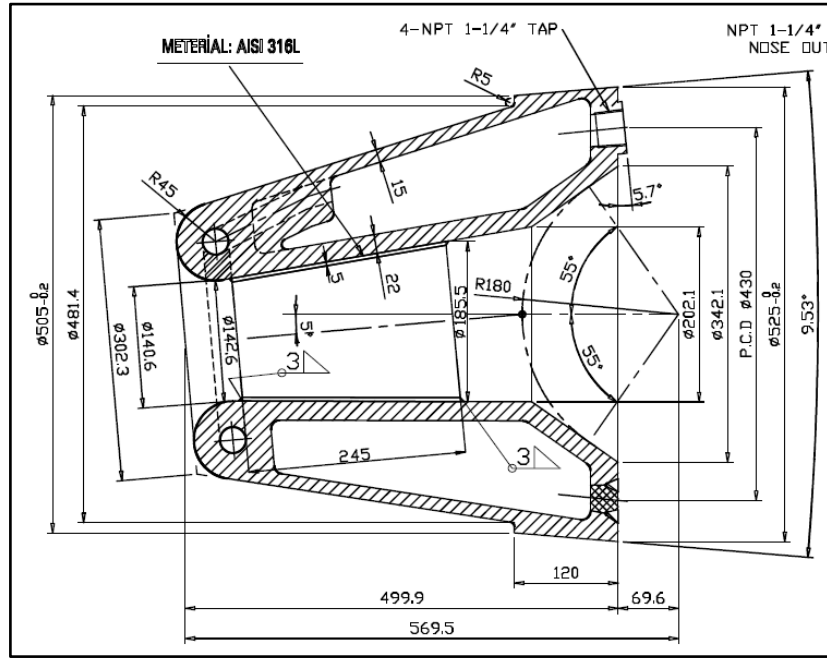 4-NPT 1-1/4" TAP
NPT 1-1/4"
NOSE OUT
METERİAL: AISI 316L
R5
R45
15
5.7°
5
22
R180
55°
55°
5°
3
3
245
ø505 0 -0.2
ø481.4
ø302.3
ø140.6
ø142.6
ø185.5
ø202.1
ø342.1
P.C.D ø430
ø525 0 -0.2
9.53°
120
499.9
69.6
569.5